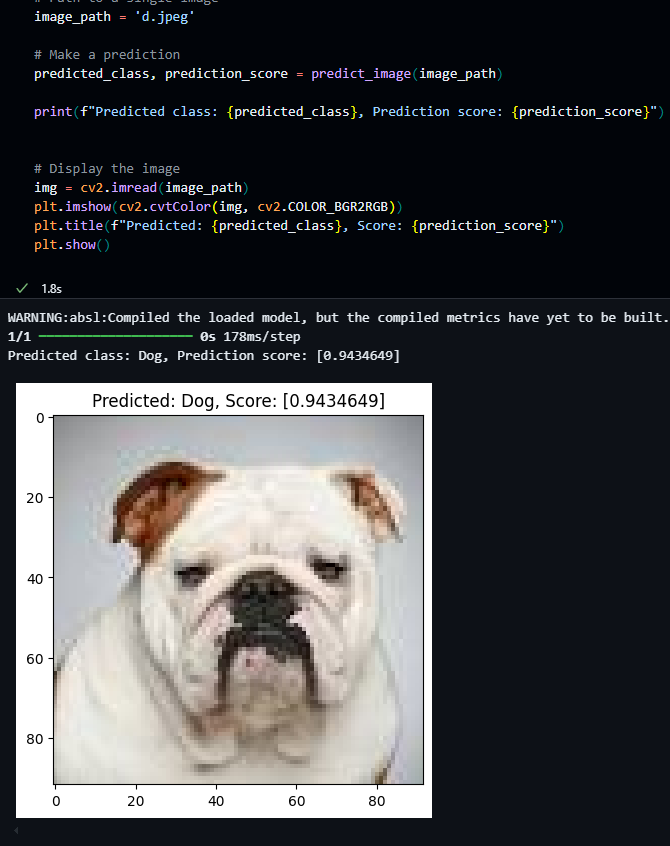 # Path to a single image
image_path = 'd.jpeg'
# Make a prediction
predicted_class, prediction_score = predict_image(image_path)
print(f"Predicted class: {predicted_class}, Prediction score: {prediction_score}")
# Display the image
img = cv2.imread(image_path)
plt.imshow(cv2.cvtColor(img, cv2.COLOR_BGR2RGB))
plt.title(f"Predicted: {predicted_class}, Score: {prediction_score}")
plt.show()
1.8s
WARNING:absl:Compiled the loaded model, but the compiled metrics have yet to be built.
1/1 0s 178ms/step
Predicted class: Dog, Prediction score: [0.9434649]
Predicted: Dog, Score: [0.9434649]
0
20
40
60
80
0 20 40 60 80